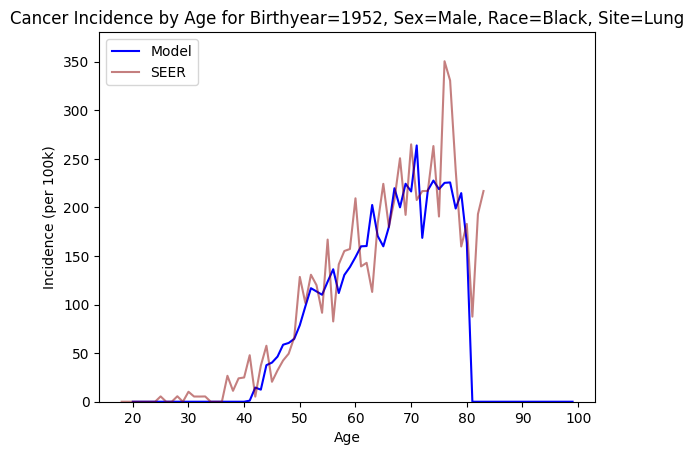 Cancer Incidence by Age for Birthyear=1952, Sex=Male, Race=Black, Site=Lung
Model
SEER
Incidence (per 100k)
350
300
250
200
150
100
50
0
20 30 40 50 60 70 80 90 100
Age